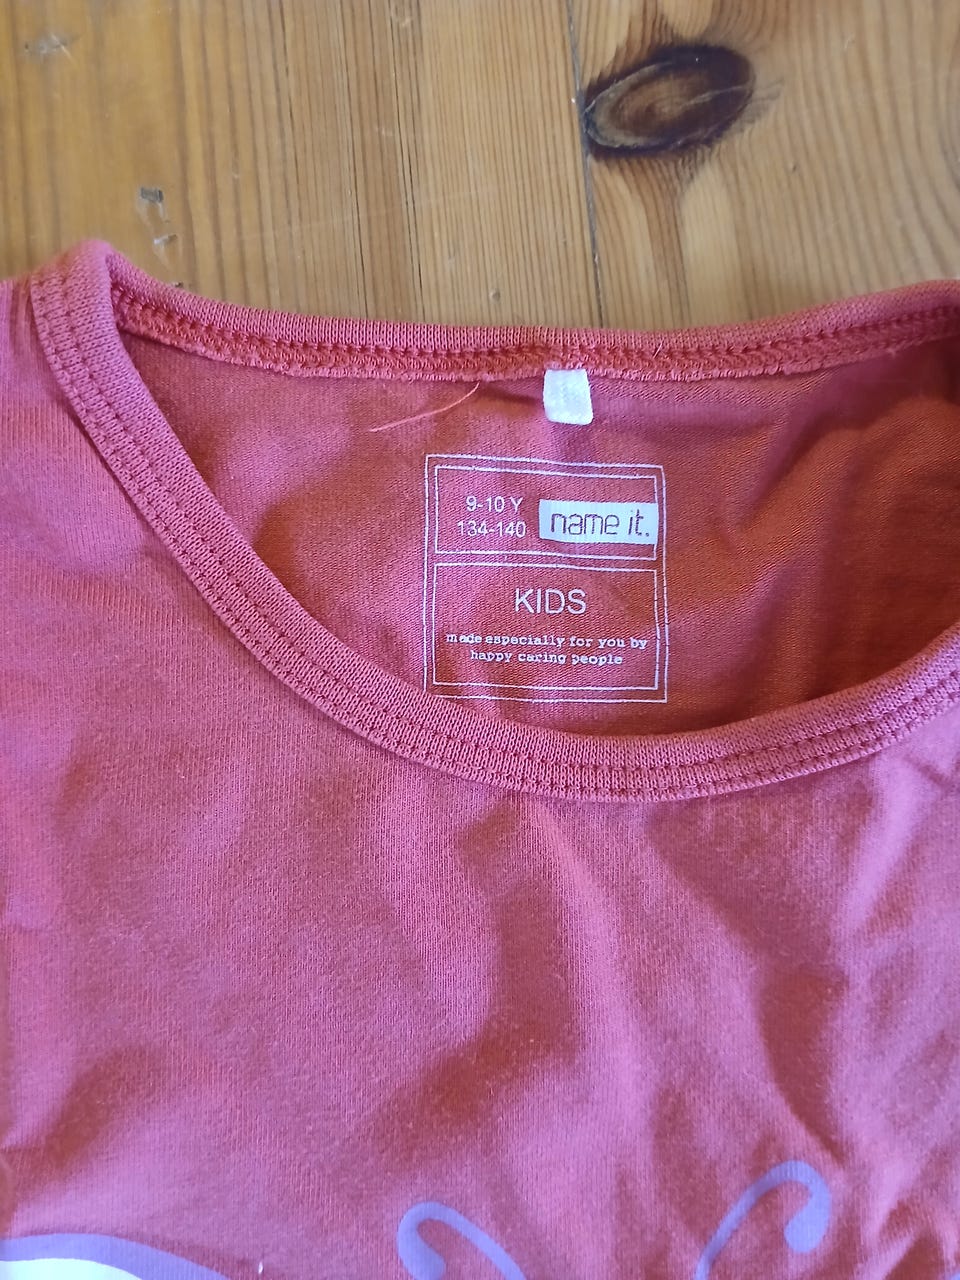 9-10 Y
134-140
name it.
KIDS
made especially for you by
happy caring people